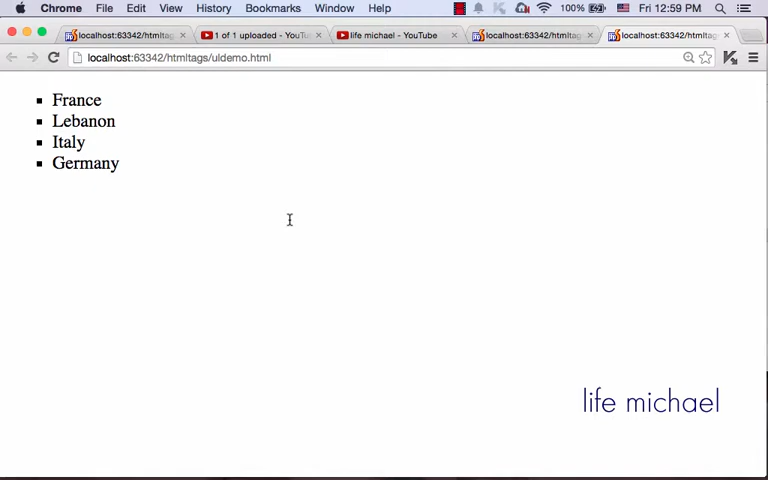 Chrome File Edit View History Bookmarks Window Help 100% Fri 12:59 PM
localhost:63342/htmltag × 1 of 1 uploaded - YouTu × life michael - YouTube × localhost:63342/htmltag × localhost:63342/htmltag ×
localhost:63342/htmltags/uldemo.html
France
Lebanon
Italy
Germany
life michael